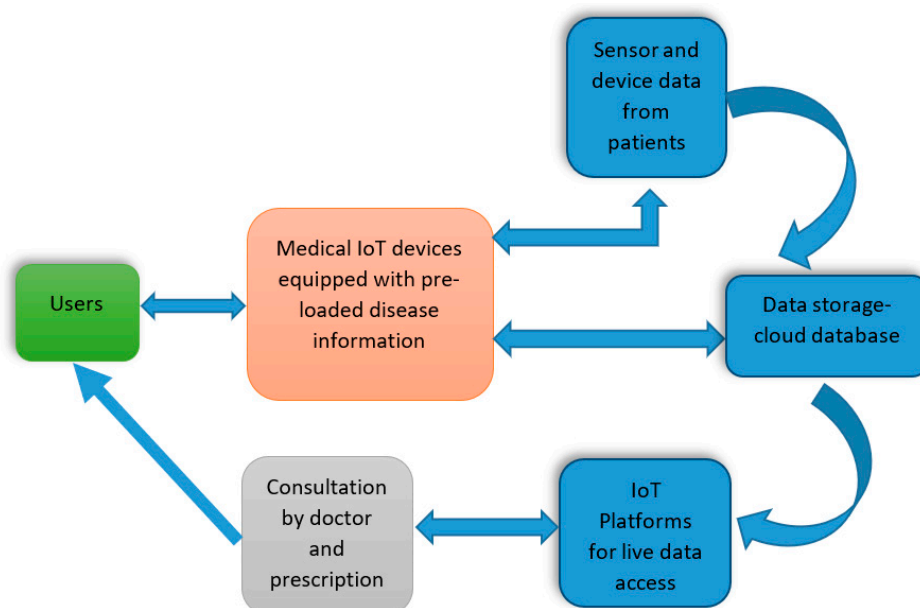 Sensor and
device data
from
patients
Medical IoT devices
equipped with pre-
loaded disease
information
Users
Data storage-
cloud database
Consultation
by doctor
and
prescription
IoT
Platforms
for live data
access